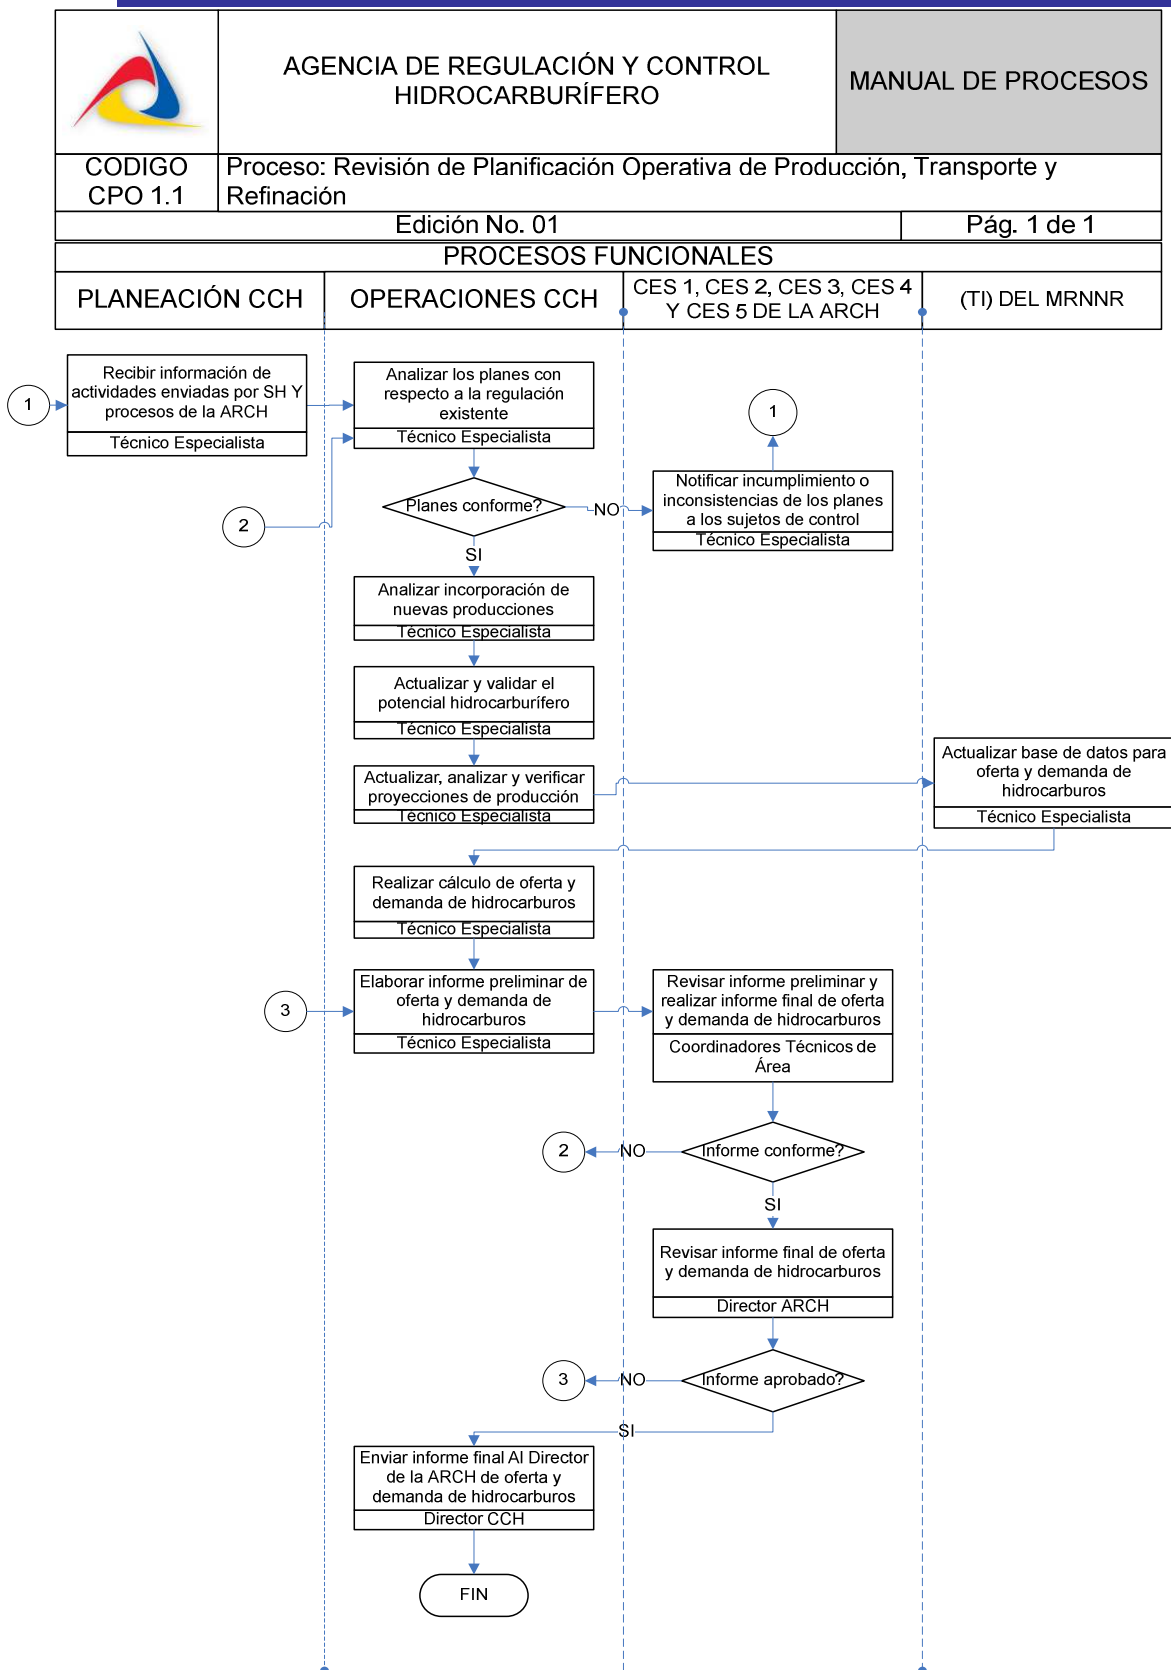 AGENCIA DE REGULACIÓN Y CONTROL
HIDROCARBURÍFERO
MANUAL DE PROCESOS
CODIGO
CPO 1.1
Proceso: Revisión de Planificación Operativa de Producción, Transporte y
Refinación
Edición No. 01
Pág. 1 de 1
PROCESOS FUNCIONALES
PLANEACIÓN CCH
OPERACIONES CCH
CES 1, CES 2, CES 3, CES 4
Y CES 5 DE LA ARCH
(TI) DEL MRNNR
1
Recibir información de
actividades enviadas por SH Y
procesos de la ARCH
Técnico Especialista
Analizar los planes con
respecto a la regulación
existente
Técnico Especialista
1
2
Planes conforme?
NO
Notificar incumplimiento o
inconsistencias de los planes
a los sujetos de control
Técnico Especialista
SI
Analizar incorporación de
nuevas producciones
Técnico Especialista
Actualizar y validar el
potencial hidrocarburífero
Técnico Especialista
Actualizar, analizar y verificar
proyecciones de producción
Técnico Especialista
Actualizar base de datos para
oferta y demanda de
hidrocarburos
Técnico Especialista
Realizar cálculo de oferta y
demanda de hidrocarburos
Técnico Especialista
3
Elaborar informe preliminar de
oferta y demanda de
hidrocarburos
Técnico Especialista
Revisar informe preliminar y
realizar informe final de oferta
y demanda de hidrocarburos
Coordinadores Técnicos de
Área
2
NO
Informe conforme?
SI
Revisar informe final de oferta
y demanda de hidrocarburos
Director ARCH
3
NO
Informe aprobado?
SI
Enviar informe final Al Director
de la ARCH de oferta y
demanda de hidrocarburos
Director CCH
FIN